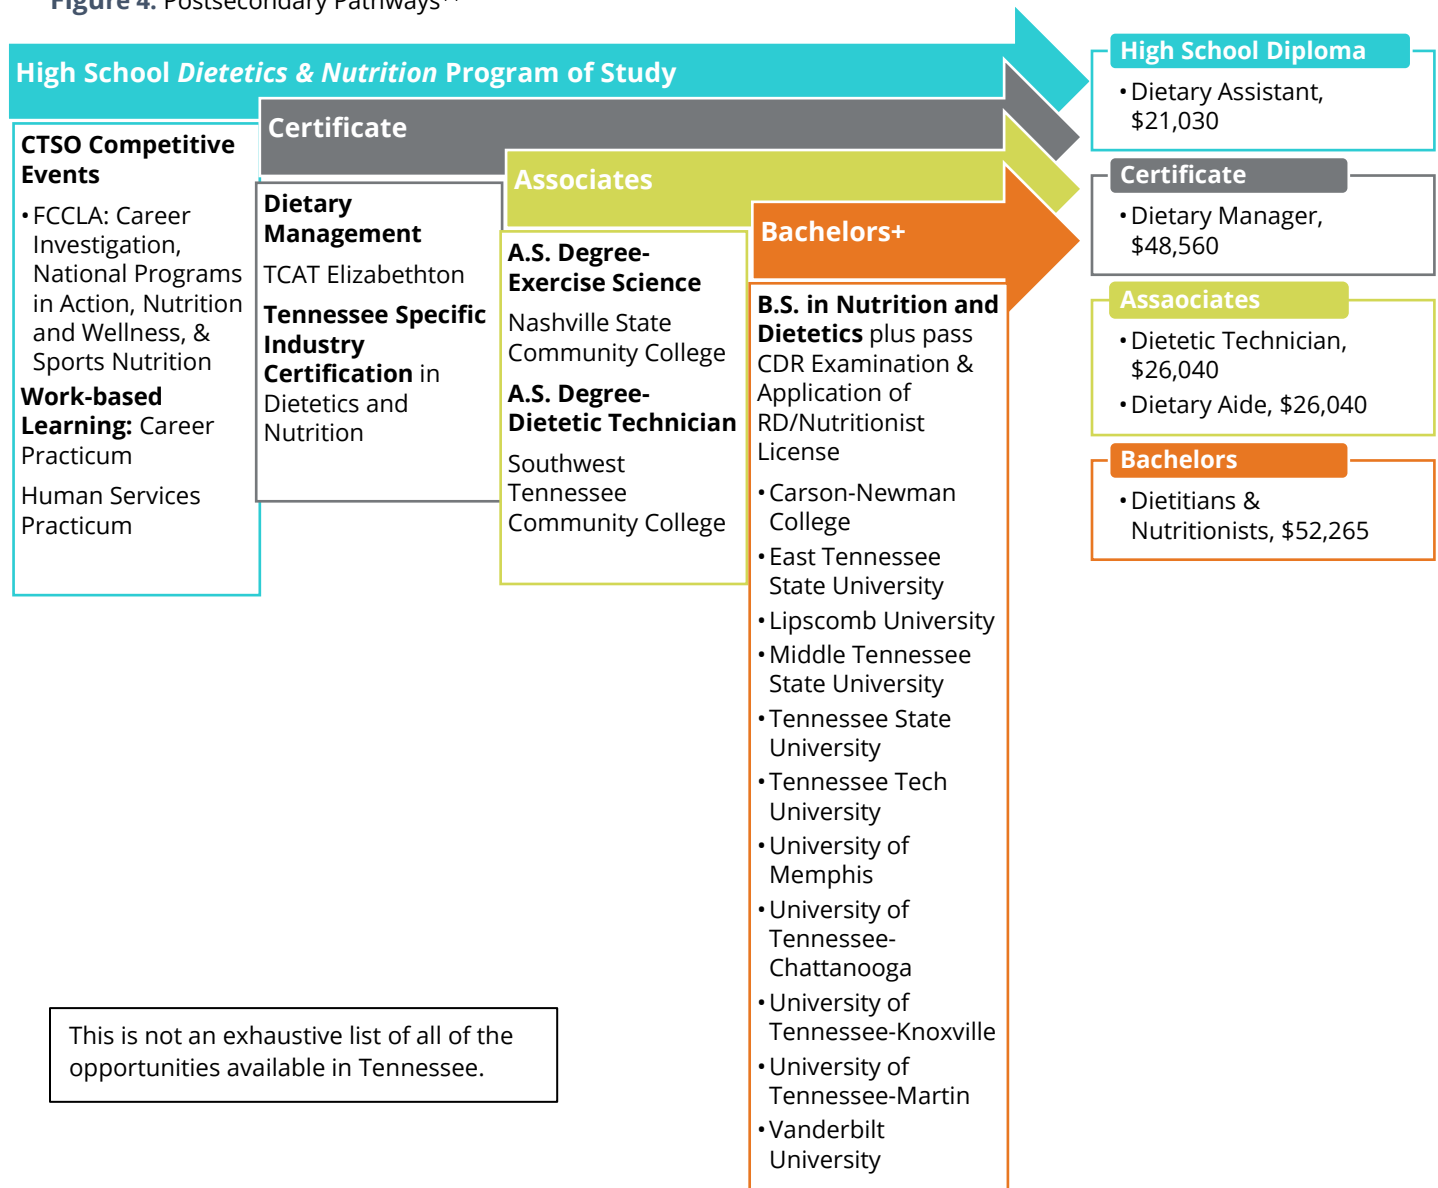 Figure 4. Postsecondary Pathways
High School Dietetics & Nutrition Program of Study
CTSO Competitive
Events
• FCCLA: Career
Investigation,
National Programs
in Action, Nutrition
and Wellness, &
Sports Nutrition
Work-based
Learning: Career
Practicum
Human Services
Practicum
Certificate
Dietary
Management
TCAT Elizabethton
Tennessee Specific
Industry
Certification in
Dietetics and
Nutrition
Associates
A.S. Degree-
Exercise Science
Nashville State
Community College
A.S. Degree-
Dietetic Technician
Southwest
Tennessee
Community College
Bachelors+
B.S. in Nutrition and
Dietetics plus pass
CDR Examination &
Application of
RD/Nutritionist
License
• Carson-Newman
College
• East Tennessee
State University
• Lipscomb University
• Middle Tennessee
State University
• Tennessee State
University
• Tennessee Tech
University
• University of
Memphis
• University of
Tennessee-
Chattanooga
• University of
Tennessee-Knoxville
• University of
Tennessee-Martin
• Vanderbilt
University
High School Diploma
• Dietary Assistant,
$21,030
Certificate
• Dietary Manager,
$48,560
Assaociates
• Dietetic Technician,
$26,040
• Dietary Aide, $26,040
Bachelors
• Dietitians &
Nutritionists, $52,265
This is not an exhaustive list of all of the
opportunities available in Tennessee.